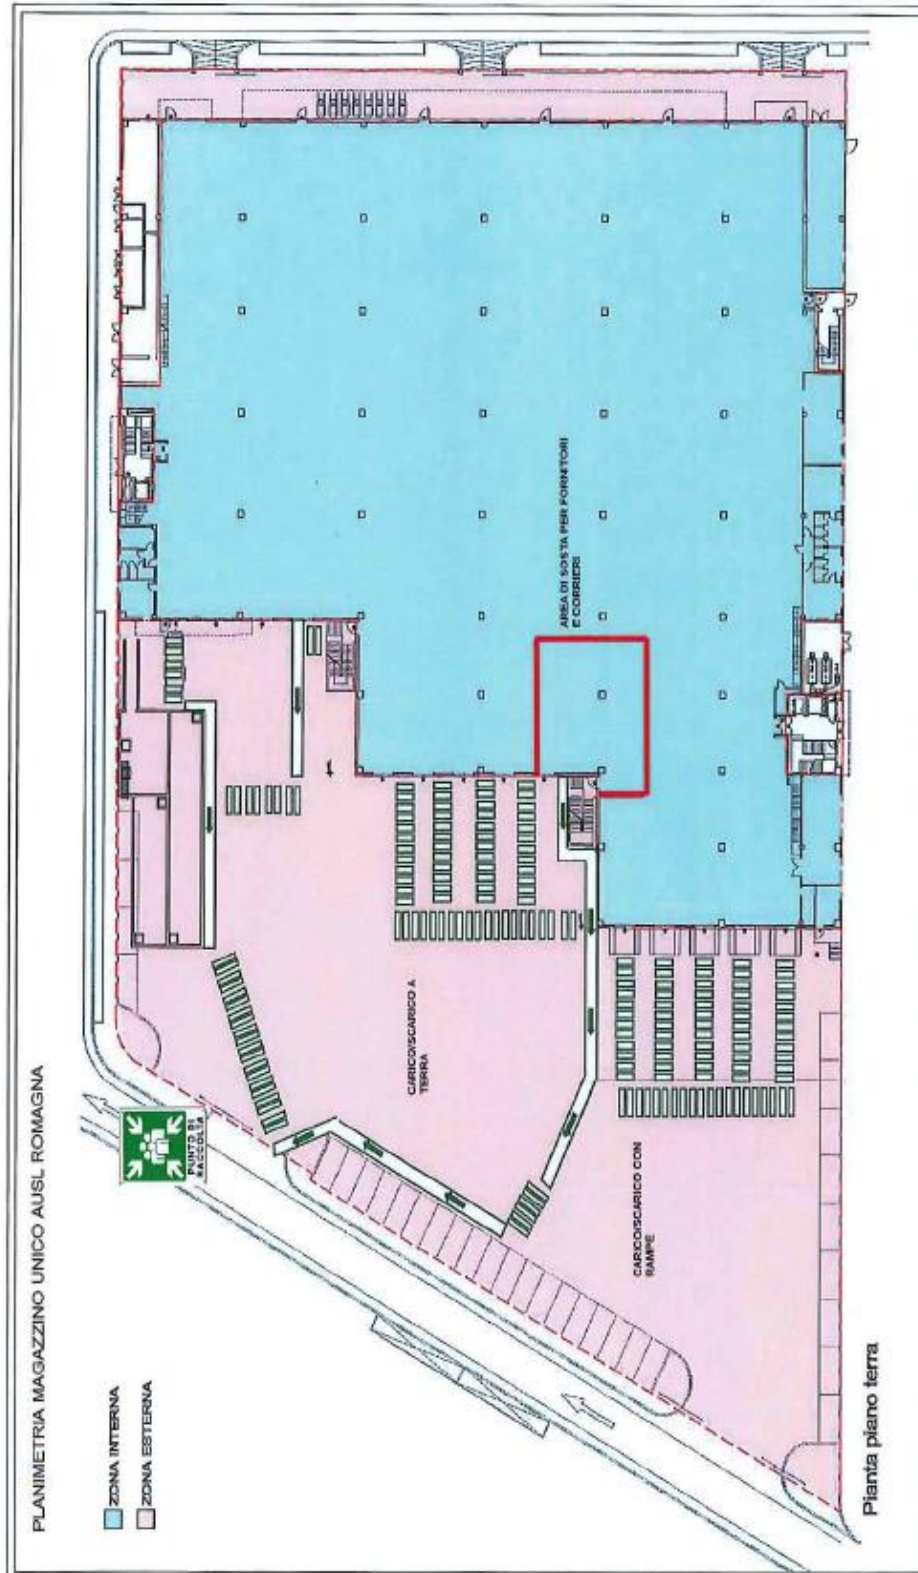 PLANIMETRIA MAGAZZINO UNICO AUSL ROMAGNA
ZONA INTERNA
ZONA ESTERNA
PUNTO DI
RACCOLTA
CARICO/SCARICO A
TERRA
CARICO/SCARICO CON
RAMPE
AREA DI SOSTA PER FORNITORI
E CORRIERI
Pianta piano terra